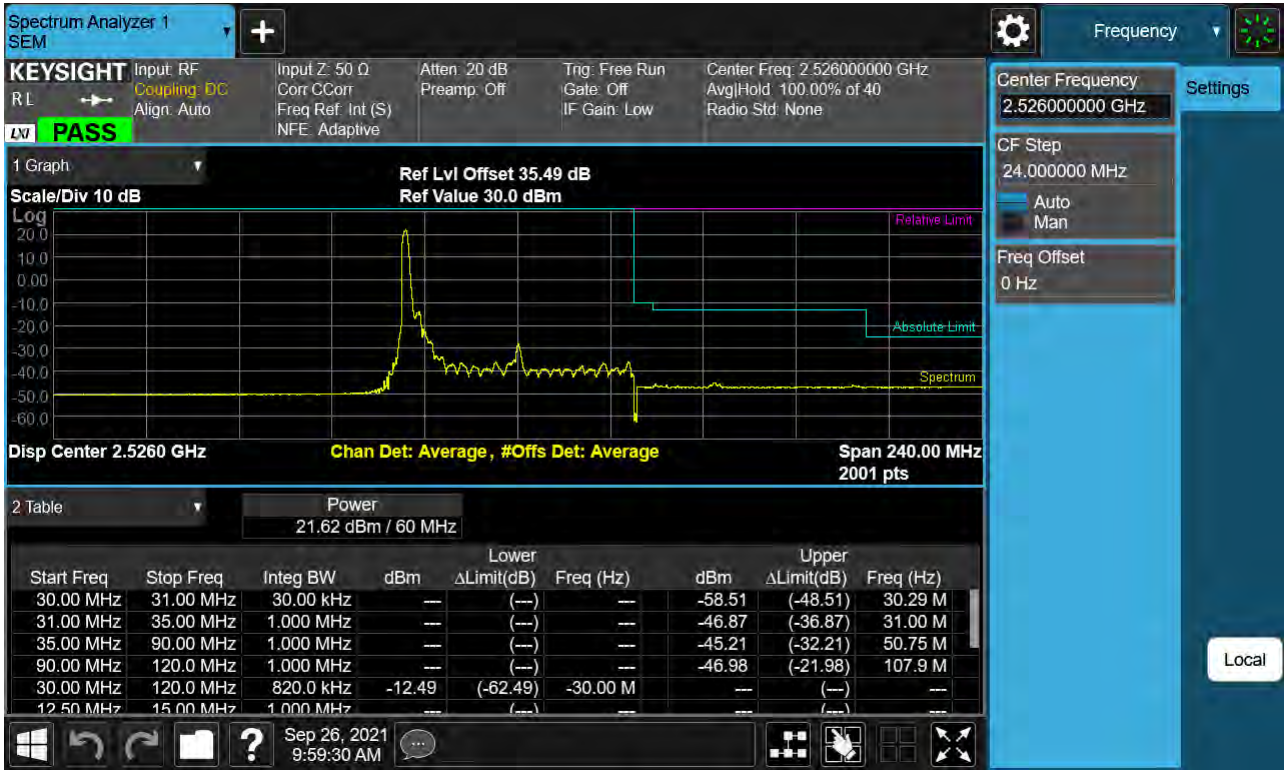 Spectrum Analyzer 1
SEM
Frequency
KEYSIGHT
RL
LXI PASS
Input: RF
Coupling: DC
Align: Auto
Input Z: 50 Ω
Corr CCorr
Freq Ref: Int (S)
NFE: Adaptive
Atten: 20 dB
Preamp: Off
Trig: Free Run
Gate: Off
IF Gain: Low
Center Freq: 2.526000000 GHz
Avg|Hold: 100.00% of 40
Radio Std: None
Center Frequency
2.526000000 GHz
Settings
CF Step
24.000000 MHz
Auto
Man
Freq Offset
0 Hz
Local
1 Graph
Scale/Div 10 dB
Ref Lvl Offset 35.49 dB
Ref Value 30.0 dBm
Log
20.0
10.0
0.00
-10.0
-20.0
-30.0
-40.0
-50.0
-60.0
Relative Limit
Absolute Limit
Spectrum
Disp Center 2.5260 GHz
Chan Det: Average, #Offs Det: Average
Span 240.00 MHz
2001 pts
2 Table
Power
21.62 dBm / 60 MHz
Lower Upper
Start Freq Stop Freq Integ BW dBm ΔLimit(dB) Freq (Hz) dBm ΔLimit(dB) Freq (Hz)
30.00 MHz 31.00 MHz 30.00 kHz --- (---) --- -58.51 (-48.51) 30.29 M
31.00 MHz 35.00 MHz 1.000 MHz --- (---) --- -46.87 (-36.87) 31.00 M
35.00 MHz 90.00 MHz 1.000 MHz --- (---) --- -45.21 (-32.21) 50.75 M
90.00 MHz 120.0 MHz 1.000 MHz --- (---) --- -46.98 (-21.98) 107.9 M
30.00 MHz 120.0 MHz 820.0 kHz -12.49 (-62.49) -30.00 M --- (---) ---
12.50 MHz 15.00 MHz 1.000 MHz --- (---) --- --- (---) ---
Sep 26, 2021
9:59:30 AM